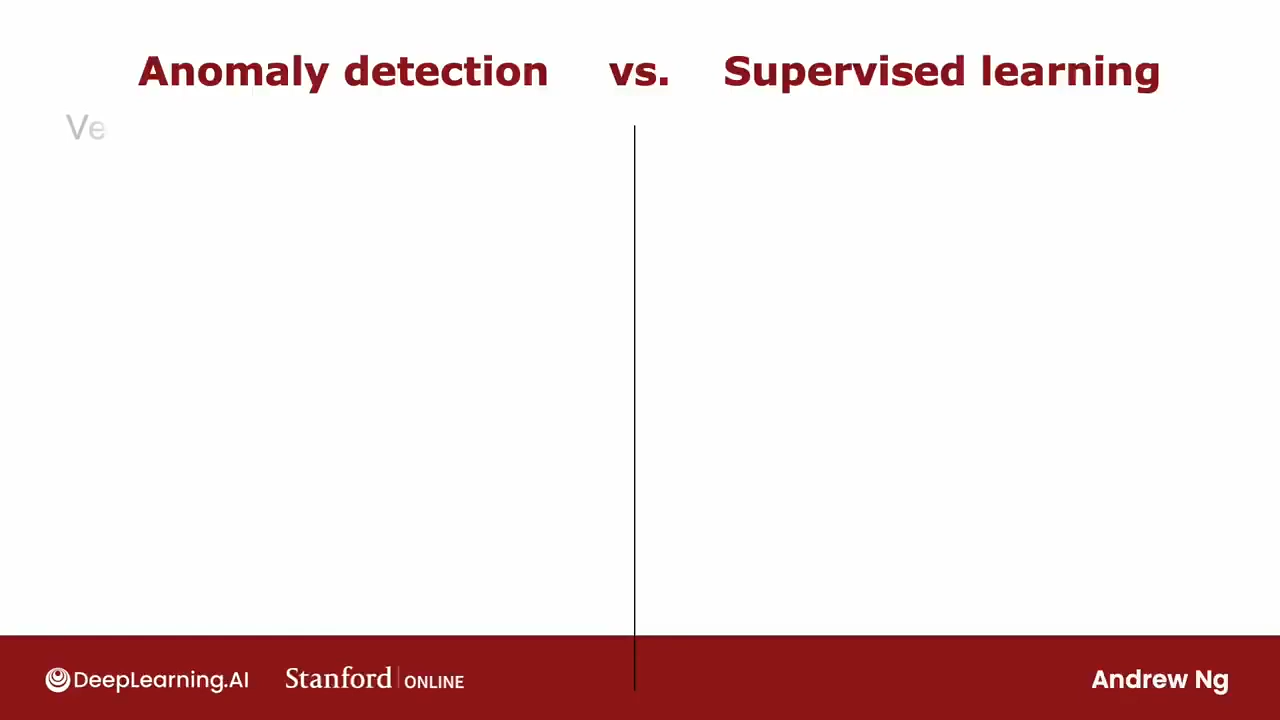 Anomaly detection vs. Supervised learning
Ve
DeepLearning.AI Stanford ONLINE Andrew Ng